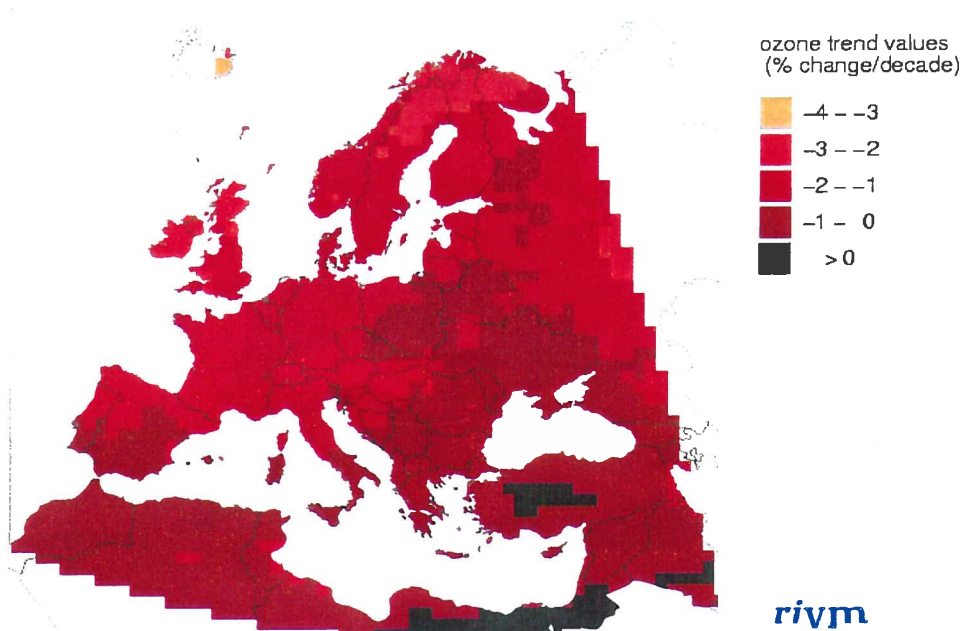 ozone trend values
(% change/decade)
–4 – –3
–3 – –2
–2 – –1
–1 – 0
> 0
rivm